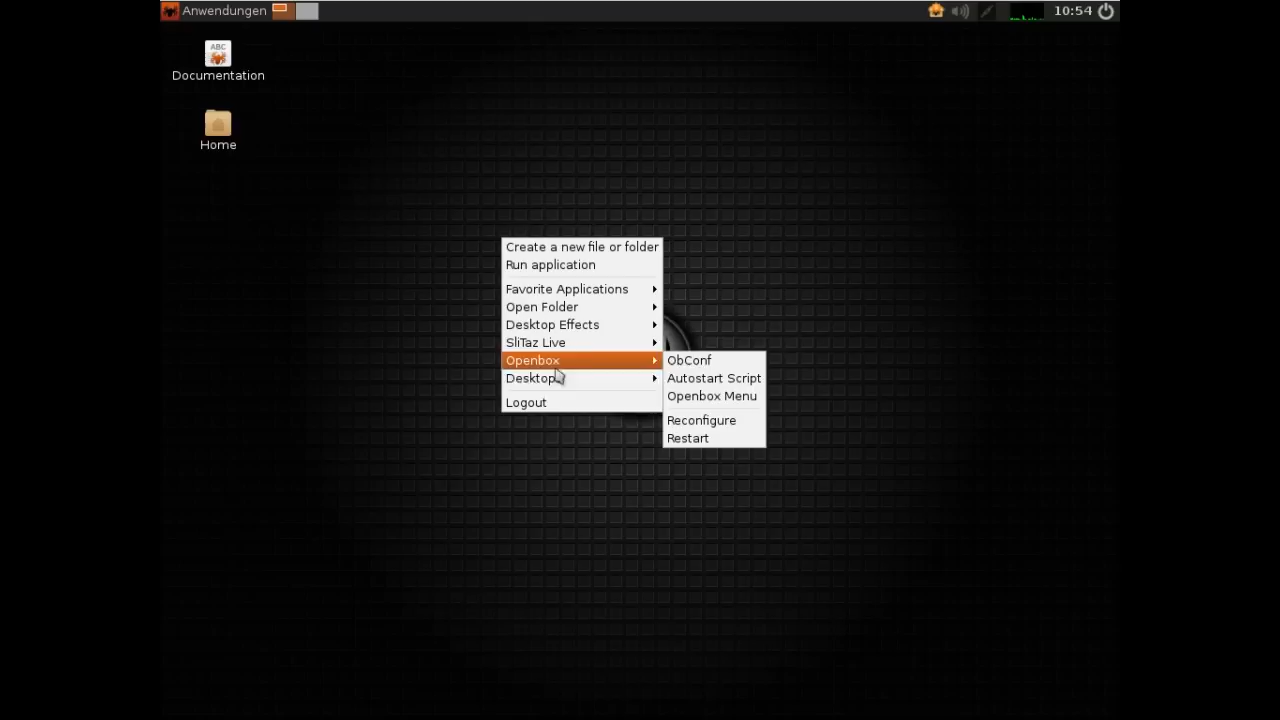 Anwendungen
10:54
ABC
Documentation
Home
Create a new file or folder
Run application
Favorite Applications
Open Folder
Desktop Effects
SliTaz Live
Openbox
Desktop
Logout
ObConf
Autostart Script
Openbox Menu
Reconfigure
Restart